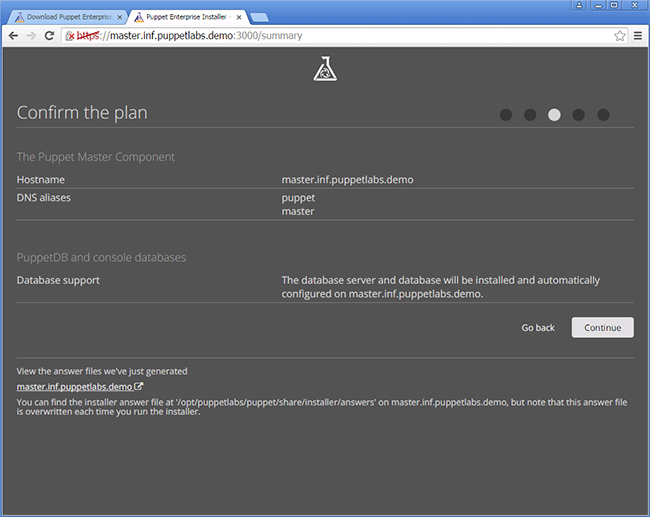 Download Puppet Enterprise
Puppet Enterprise Installer -
https://master.inf.puppetlabs.demo:3000/summary
Confirm the plan
The Puppet Master Component
Hostname master.inf.puppetlabs.demo
DNS aliases puppet
master
PuppetDB and console databases
Database support The database server and database will be installed and automatically
configured on master.inf.puppetlabs.demo.
Go back Continue
View the answer files we've just generated
master.inf.puppetlabs.demo
You can find the installer answer file at '/opt/puppetlabs/puppet/share/installer/answers' on master.inf.puppetlabs.demo, but note that this answer file
is overwritten each time you run the installer.